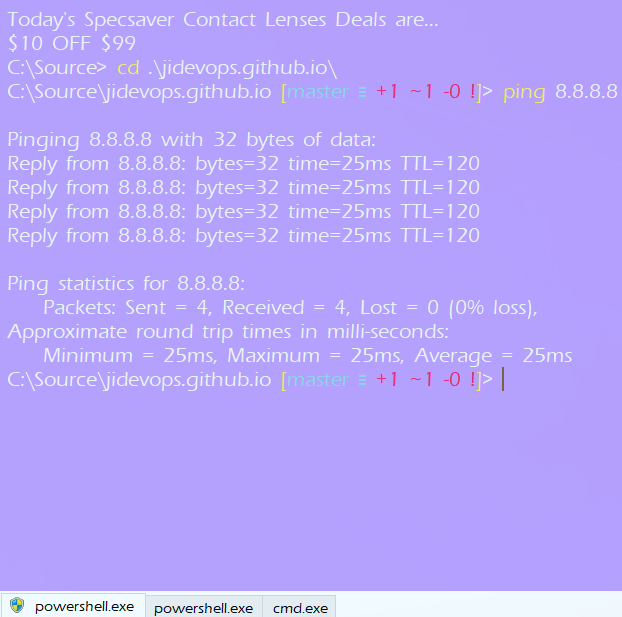 Today's Specsaver Contact Lenses Deals are...
$10 OFF $99
C:\Source> cd .\jidevops.github.io\
C:\Source\jidevops.github.io [master ≡ +1 ~1 -0 !]> ping 8.8.8.8
Pinging 8.8.8.8 with 32 bytes of data:
Reply from 8.8.8.8: bytes=32 time=25ms TTL=120
Reply from 8.8.8.8: bytes=32 time=25ms TTL=120
Reply from 8.8.8.8: bytes=32 time=25ms TTL=120
Reply from 8.8.8.8: bytes=32 time=25ms TTL=120
Ping statistics for 8.8.8.8:
Packets: Sent = 4, Received = 4, Lost = 0 (0% loss),
Approximate round trip times in milli-seconds:
Minimum = 25ms, Maximum = 25ms, Average = 25ms
C:\Source\jidevops.github.io [master ≡ +1 ~1 -0 !]>
powershell.exe powershell.exe cmd.exe